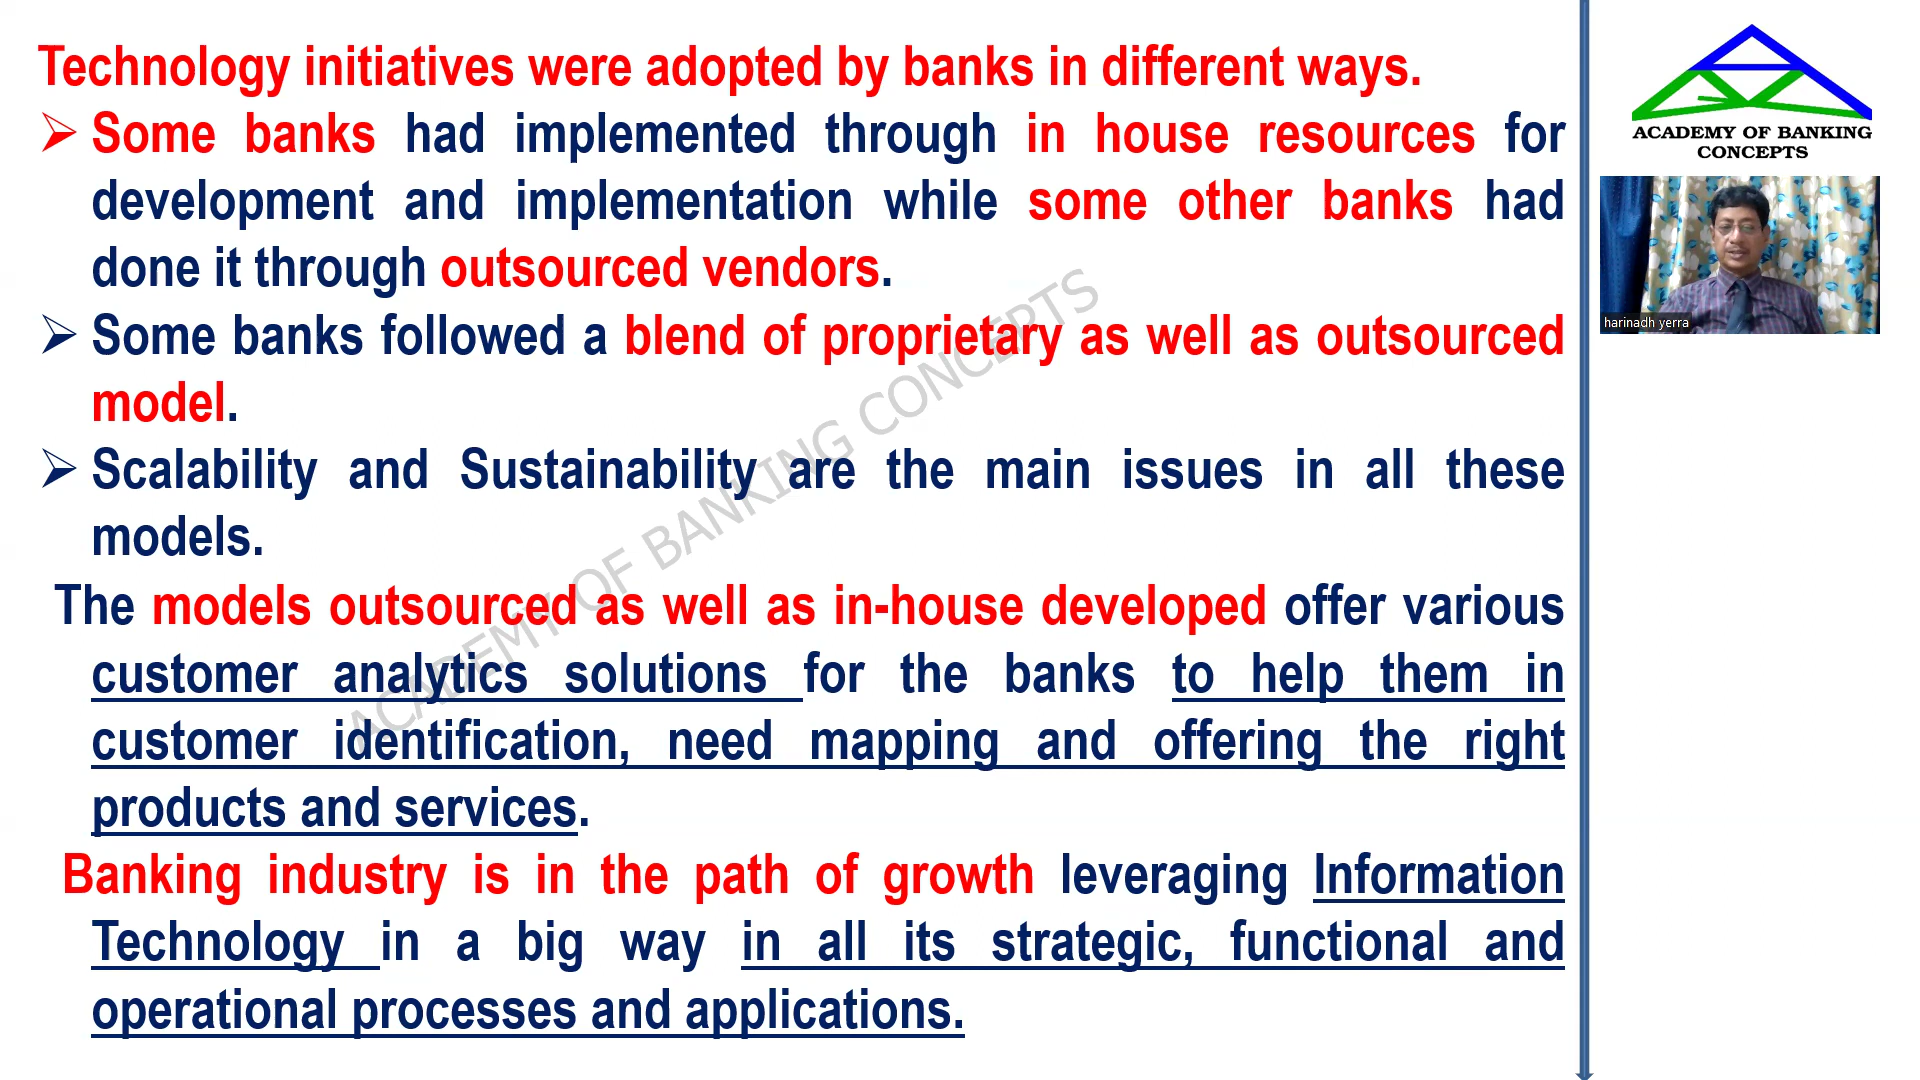 Technology initiatives were adopted by banks in different ways.
➢ Some banks had implemented through in house resources for
development and implementation while some other banks had
done it through outsourced vendors.
➢ Some banks followed a blend of proprietary as well as outsourced
model.
➢ Scalability and Sustainability are the main issues in all these
models.
The models outsourced as well as in-house developed offer various
customer analytics solutions for the banks to help them in
customer identification, need mapping and offering the right
products and services.
Banking industry is in the path of growth leveraging Information
Technology in a big way in all its strategic, functional and
operational processes and applications.
ACADEMY OF BANKING CONCEPTS
ACADEMY OF BANKING
CONCEPTS
harinadh yerra